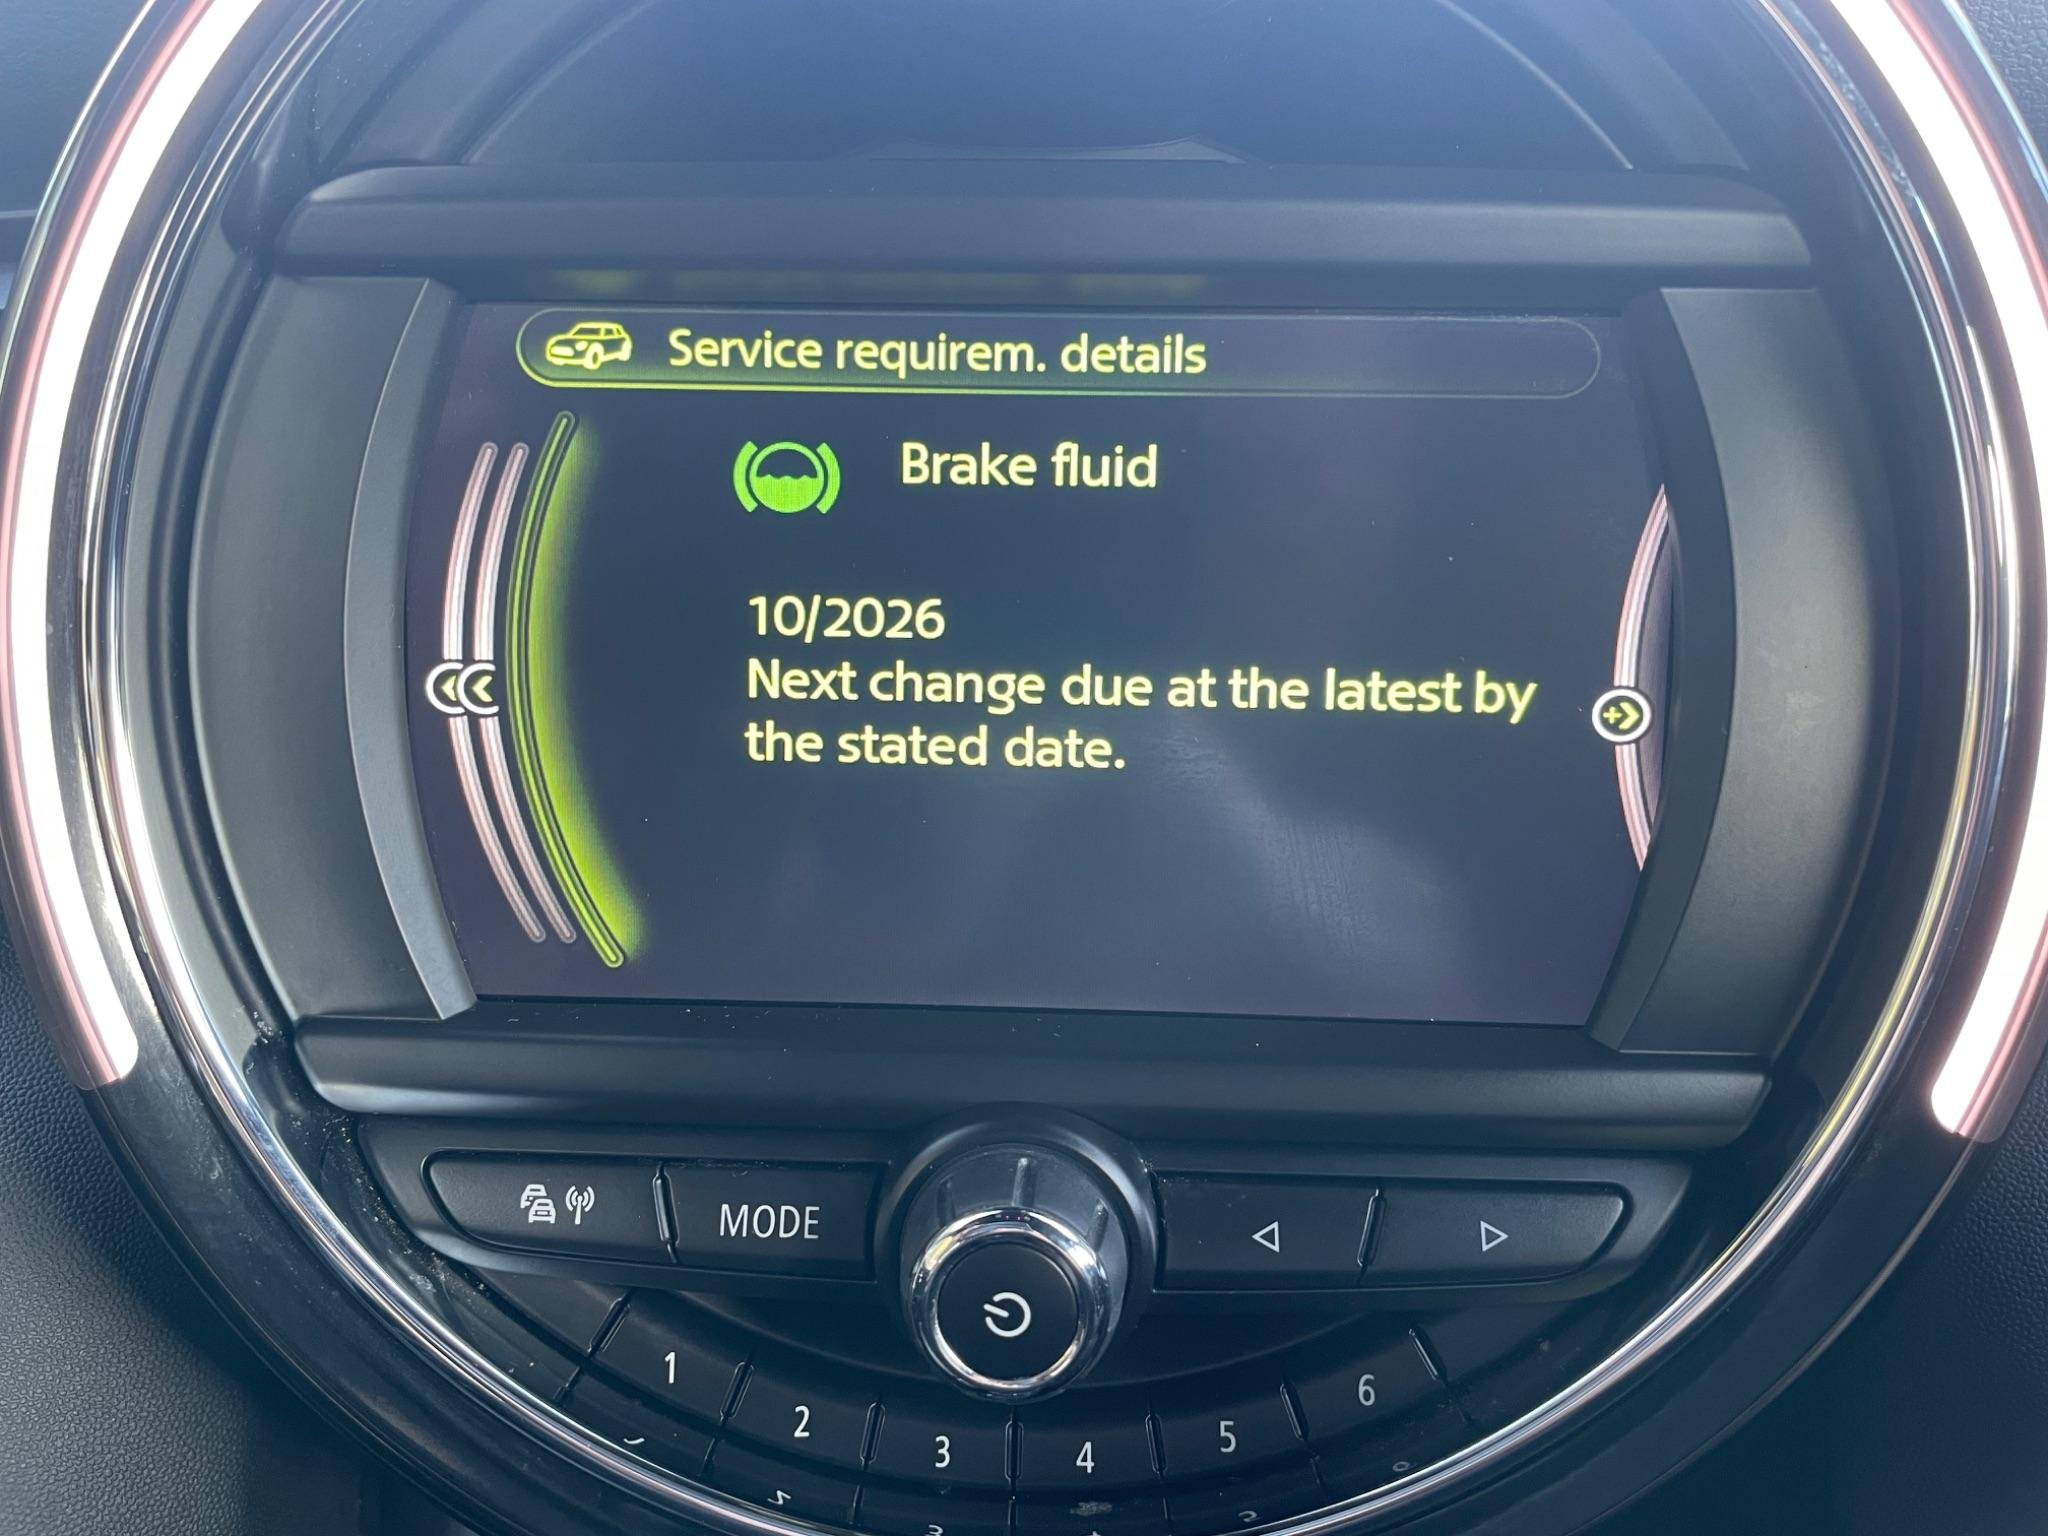 Service requirem. details
Brake fluid
10/2026
Next change due at the latest by
the stated date.
MODE
1
2
3
4
5
6